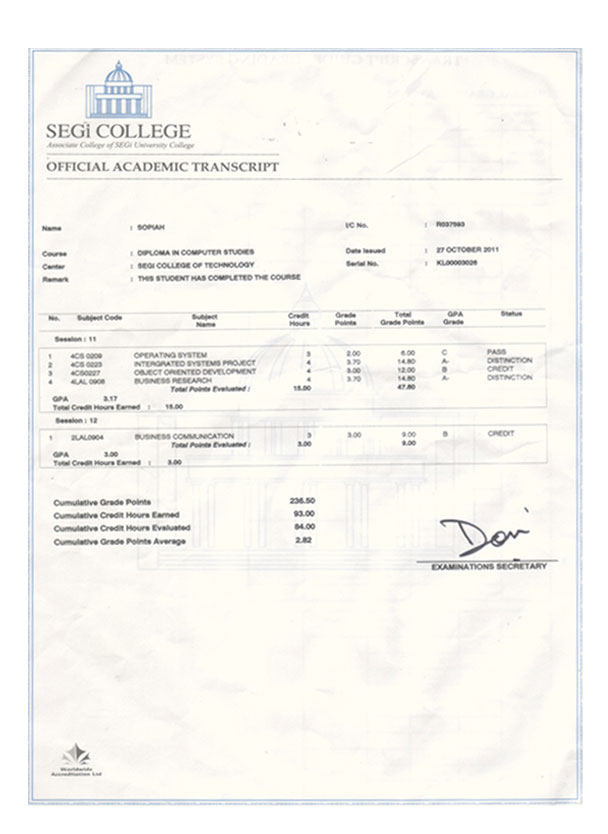 SEGi COLLEGE
Associate College of SEGi University College
OFFICIAL ACADEMIC TRANSCRIPT
Name : SOPIAH I/C No. : R037593
Course : DIPLOMA IN COMPUTER STUDIES Date Issued : 27 OCTOBER 2011
Center : SEGI COLLEGE OF TECHNOLOGY Serial No. : KL00003026
Remark : THIS STUDENT HAS COMPLETED THE COURSE
No. Subject Code Subject Name Credit Hours Grade Points Total Grade Points GPA Grade Status
Session : 11
1 4CS 0209 OPERATING SYSTEM 3 2.00 6.00 C PASS
2 4CS 0223 INTERGRATED SYSTEMS PROJECT 4 3.70 14.80 A- DISTINCTION
3 4CS0227 OBJECT ORIENTED DEVELOPMENT 4 3.00 12.00 B CREDIT
4 4LAL 0908 BUSINESS RESEARCH 4 3.70 14.80 A- DISTINCTION
Total Points Evaluated : 15.00 47.60
GPA 3.17
Total Credit Hours Earned : 15.00
Session : 12
1 2LAL0904 BUSINESS COMMUNICATION 3 3.00 9.00 B CREDIT
Total Points Evaluated : 3.00 9.00
GPA 3.00
Total Credit Hours Earned : 3.00
Cumulative Grade Points 236.50
Cumulative Credit Hours Earned 93.00
Cumulative Credit Hours Evaluated 84.00
Cumulative Grade Points Average 2.82
EXAMINATIONS SECRETARY
Worldwide
Accreditation Ltd